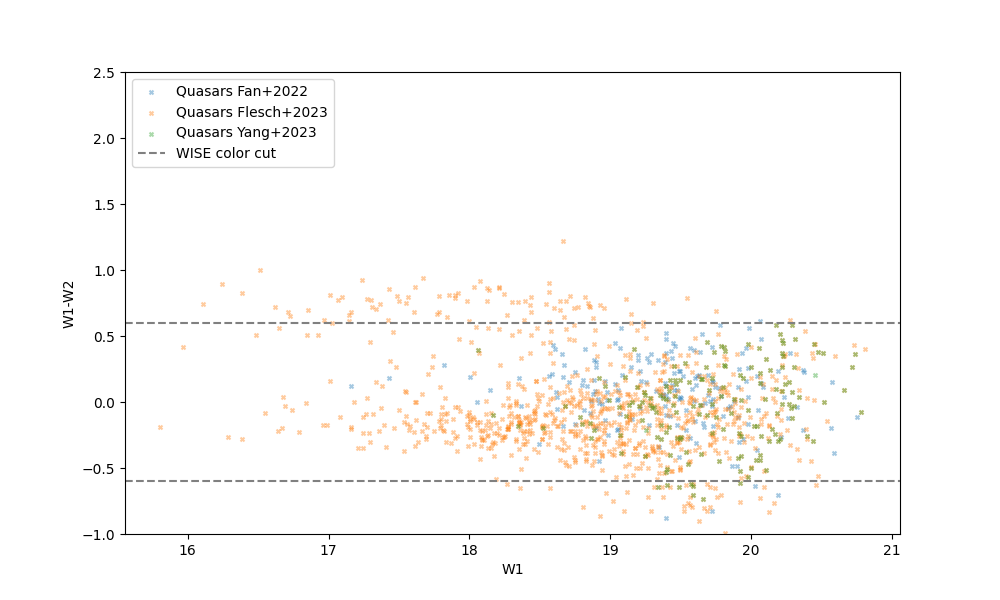 2.5
2.0
1.5
1.0
0.5
0.0
−0.5
−1.0
W1-W2
Quasars Fan+2022
Quasars Flesch+2023
Quasars Yang+2023
WISE color cut
16 17 18 19 20 21
W1